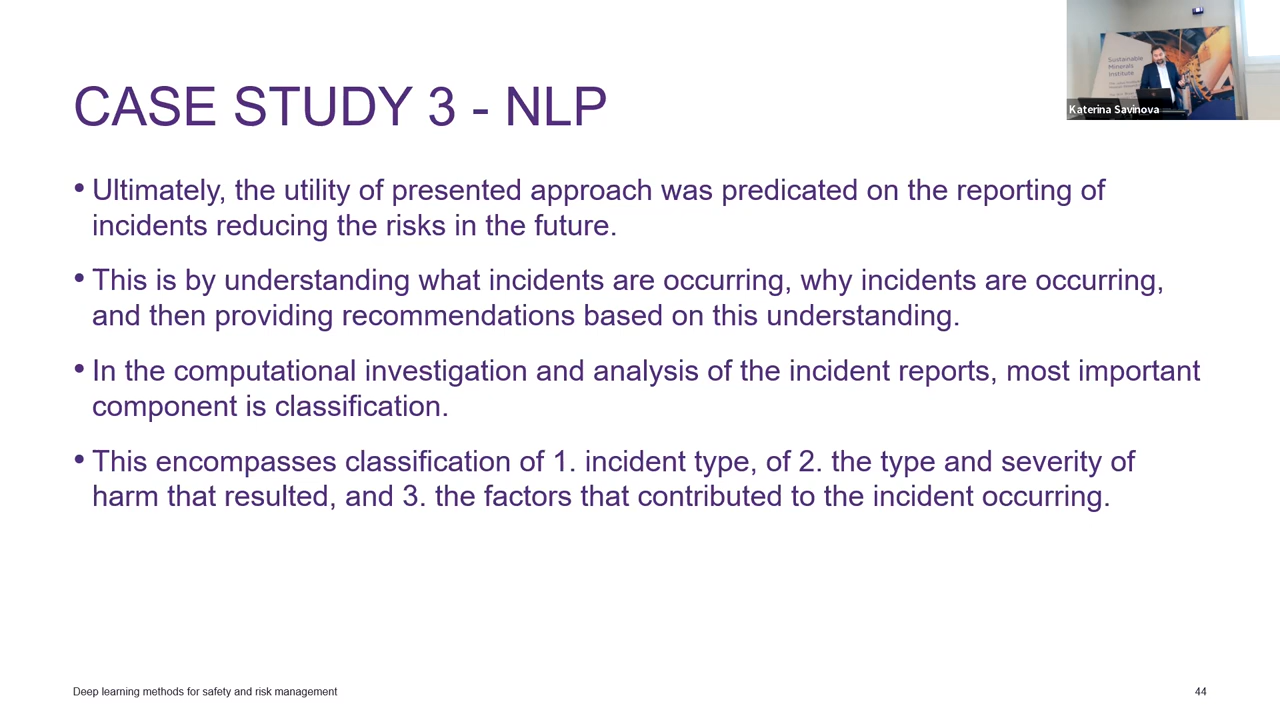 CASE STUDY 3 - NLP
• Ultimately, the utility of presented approach was predicated on the reporting of
incidents reducing the risks in the future.
• This is by understanding what incidents are occurring, why incidents are occurring,
and then providing recommendations based on this understanding.
• In the computational investigation and analysis of the incident reports, most important
component is classification.
• This encompasses classification of 1. incident type, of 2. the type and severity of
harm that resulted, and 3. the factors that contributed to the incident occurring.
Sustainable
Minerals
Institute
Katerina Savinova
Deep learning methods for safety and risk management
44